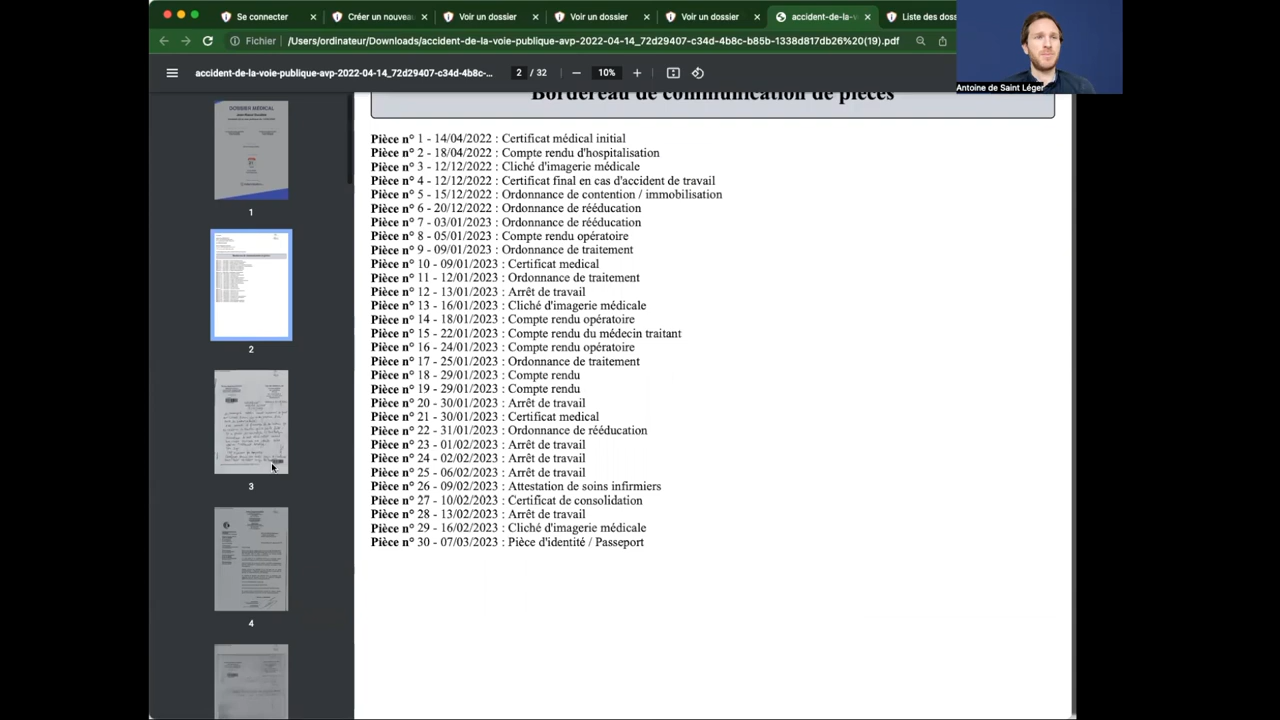 Se connecter
Créer un nouveau
Voir un dossier
Voir un dossier
Voir un dossier
accident-de-la-v
Liste des dos
Fichier
/Users/edmeunier/Downloads/accident-de-la-voie-publique-avp-2022-04-14_72d29407-c34d-4b8c-b85b-1338d817db26%20(19).pdf
accident-de-la-voie-publique-avp-2022-04-14_72d29407-c34d-4b8c-...
2 / 32
10%
Antoine de Saint Léger
Bordereau de communication de pièces
DOSSIER MÉDICAL
1
2
3
4
Pièce n° 1 - 14/04/2022 : Certificat médical initial
Pièce n° 2 - 18/04/2022 : Compte rendu d'hospitalisation
Pièce n° 3 - 12/12/2022 : Cliché d'imagerie médicale
Pièce n° 4 - 12/12/2022 : Certificat final en cas d'accident de travail
Pièce n° 5 - 15/12/2022 : Ordonnance de contention / immobilisation
Pièce n° 6 - 20/12/2022 : Ordonnance de rééducation
Pièce n° 7 - 03/01/2023 : Ordonnance de rééducation
Pièce n° 8 - 05/01/2023 : Compte rendu opératoire
Pièce n° 9 - 09/01/2023 : Ordonnance de traitement
Pièce n° 10 - 09/01/2023 : Certificat medical
Pièce n° 11 - 12/01/2023 : Ordonnance de traitement
Pièce n° 12 - 13/01/2023 : Arrêt de travail
Pièce n° 13 - 16/01/2023 : Cliché d'imagerie médicale
Pièce n° 14 - 18/01/2023 : Compte rendu opératoire
Pièce n° 15 - 22/01/2023 : Compte rendu du médecin traitant
Pièce n° 16 - 24/01/2023 : Compte rendu opératoire
Pièce n° 17 - 25/01/2023 : Ordonnance de traitement
Pièce n° 18 - 29/01/2023 : Compte rendu
Pièce n° 19 - 29/01/2023 : Compte rendu
Pièce n° 20 - 30/01/2023 : Arrêt de travail
Pièce n° 21 - 30/01/2023 : Certificat medical
Pièce n° 22 - 31/01/2023 : Ordonnance de rééducation
Pièce n° 23 - 01/02/2023 : Arrêt de travail
Pièce n° 24 - 02/02/2023 : Arrêt de travail
Pièce n° 25 - 06/02/2023 : Arrêt de travail
Pièce n° 26 - 09/02/2023 : Attestation de soins infirmiers
Pièce n° 27 - 10/02/2023 : Certificat de consolidation
Pièce n° 28 - 13/02/2023 : Arrêt de travail
Pièce n° 29 - 16/02/2023 : Cliché d'imagerie médicale
Pièce n° 30 - 07/03/2023 : Pièce d'identité / Passeport